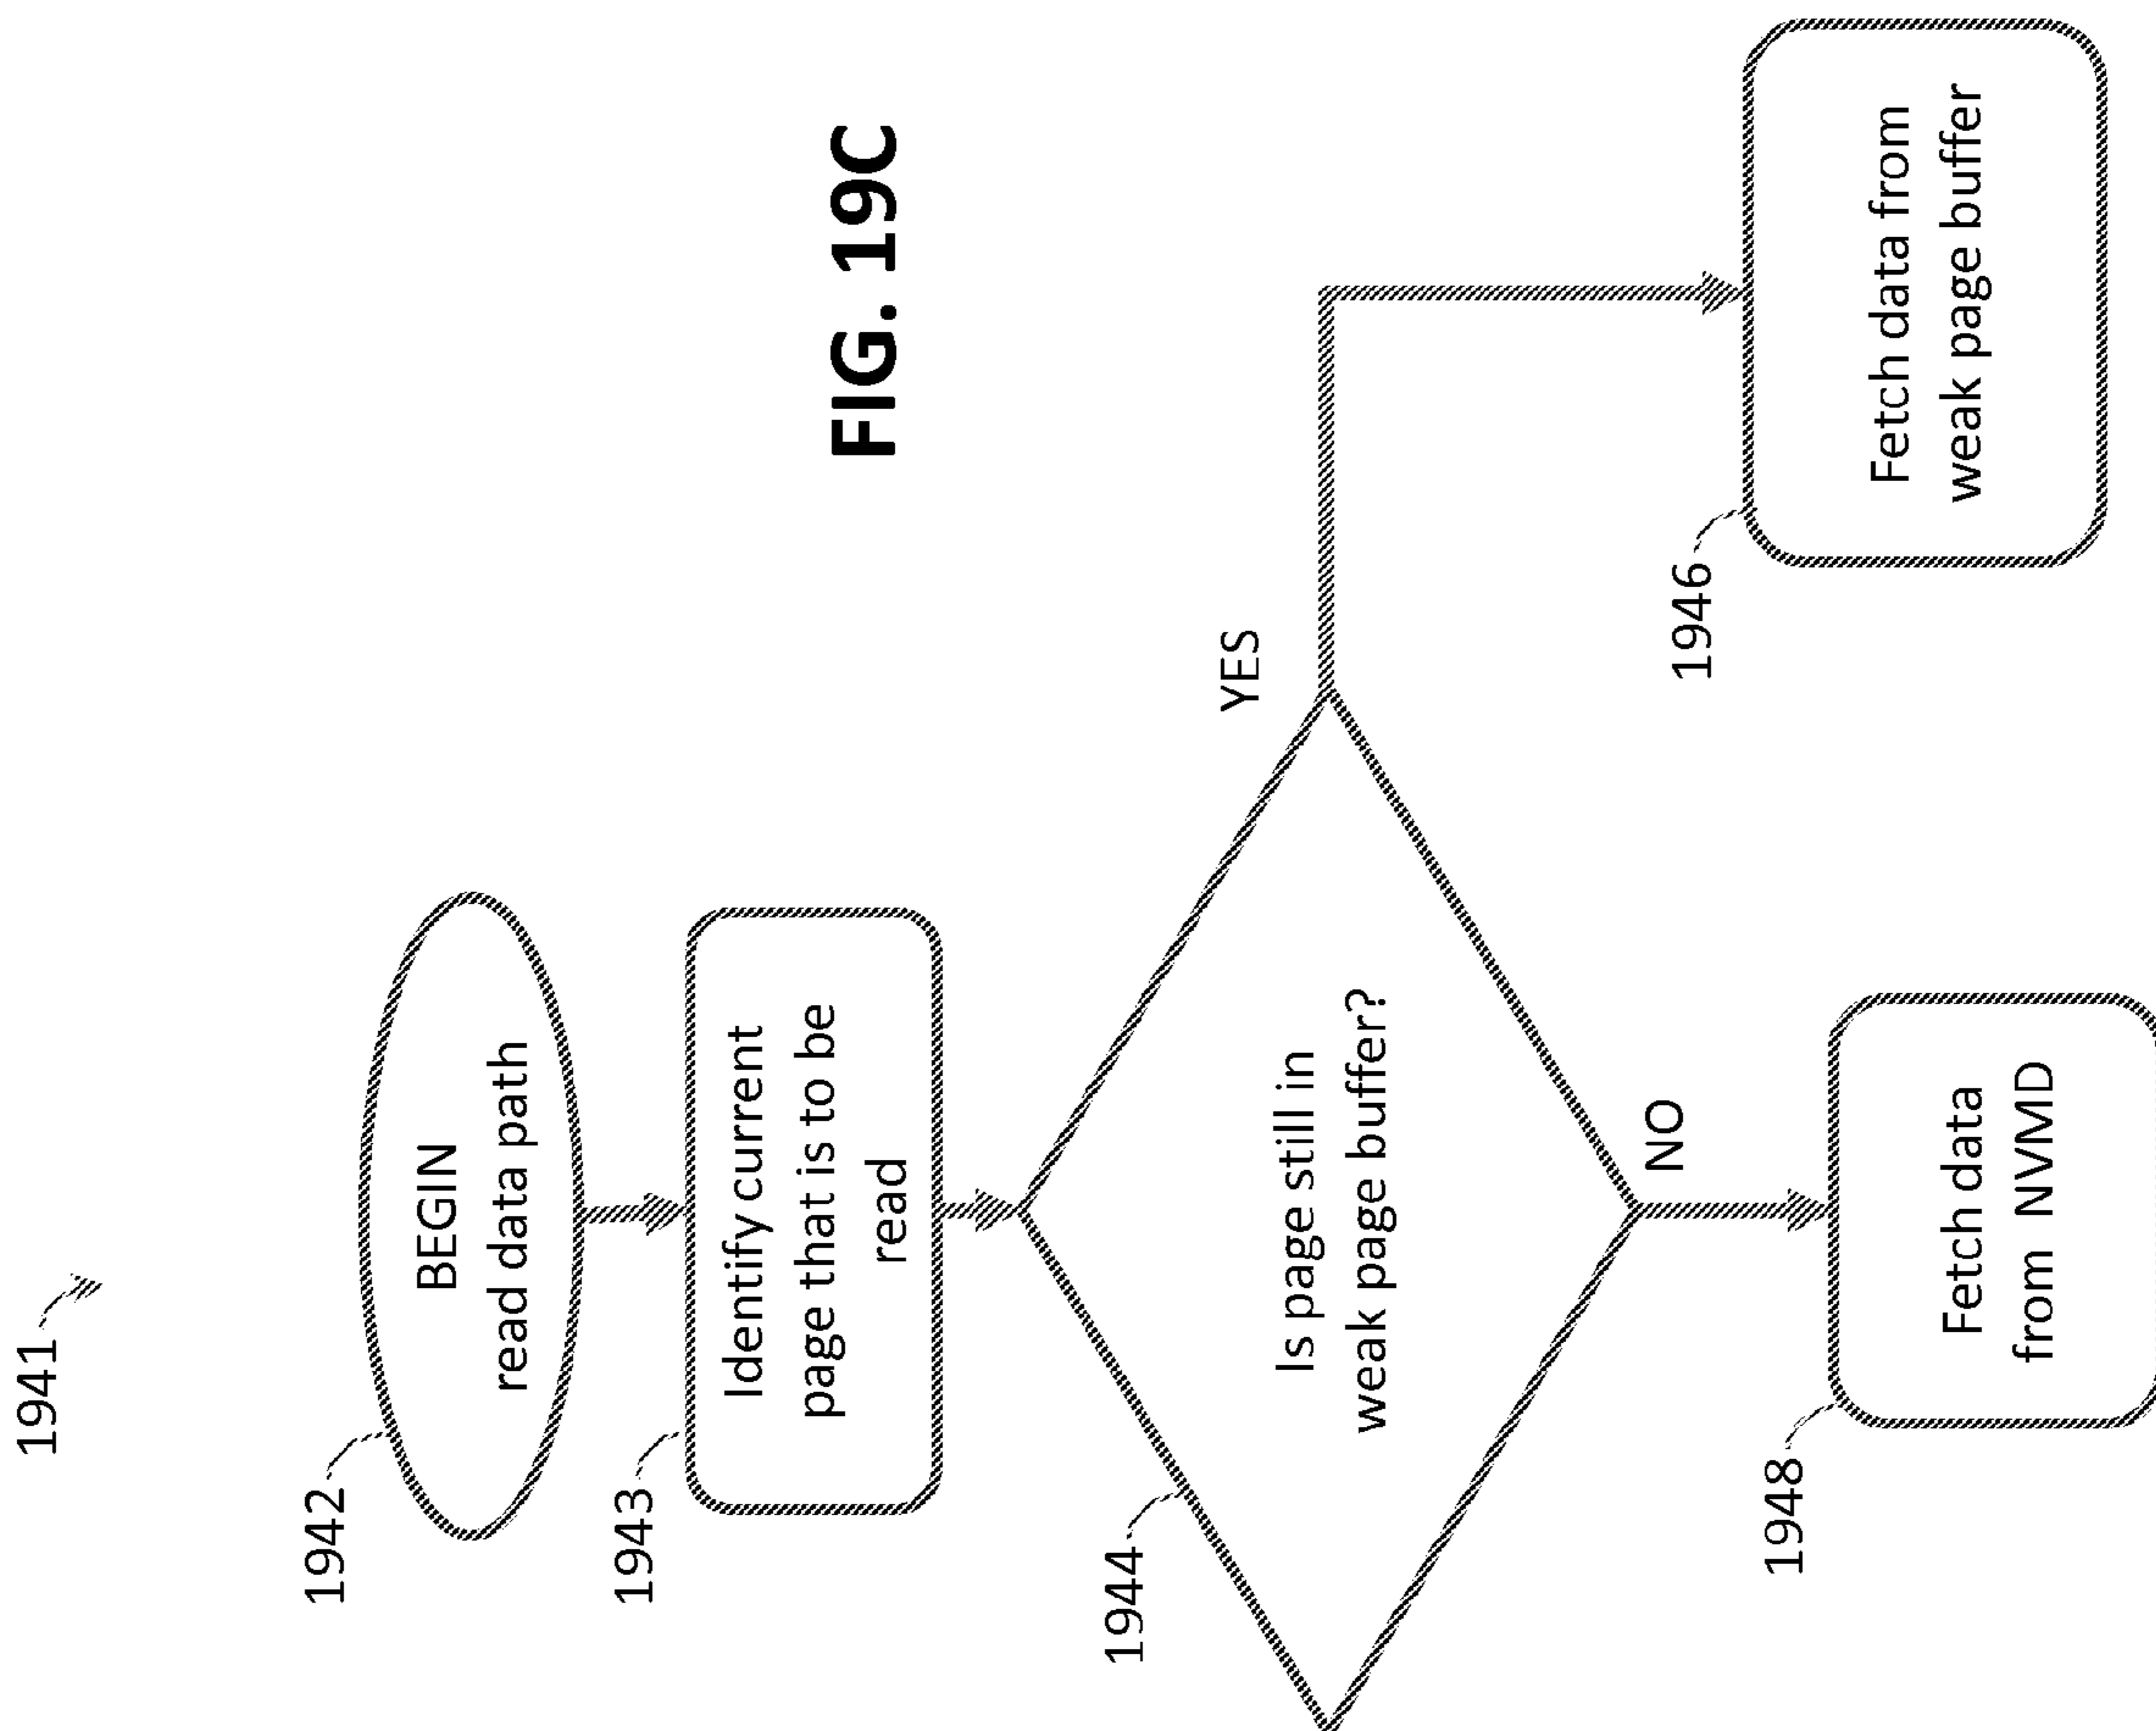 1941
1942
BEGIN
read data path
1943
Identify current
page that is to be
read
1944
Is page still in
weak page buffer?
YES
NO
1946
Fetch data from
weak page buffer
1948
Fetch data
from NVMD
FIG. 19C